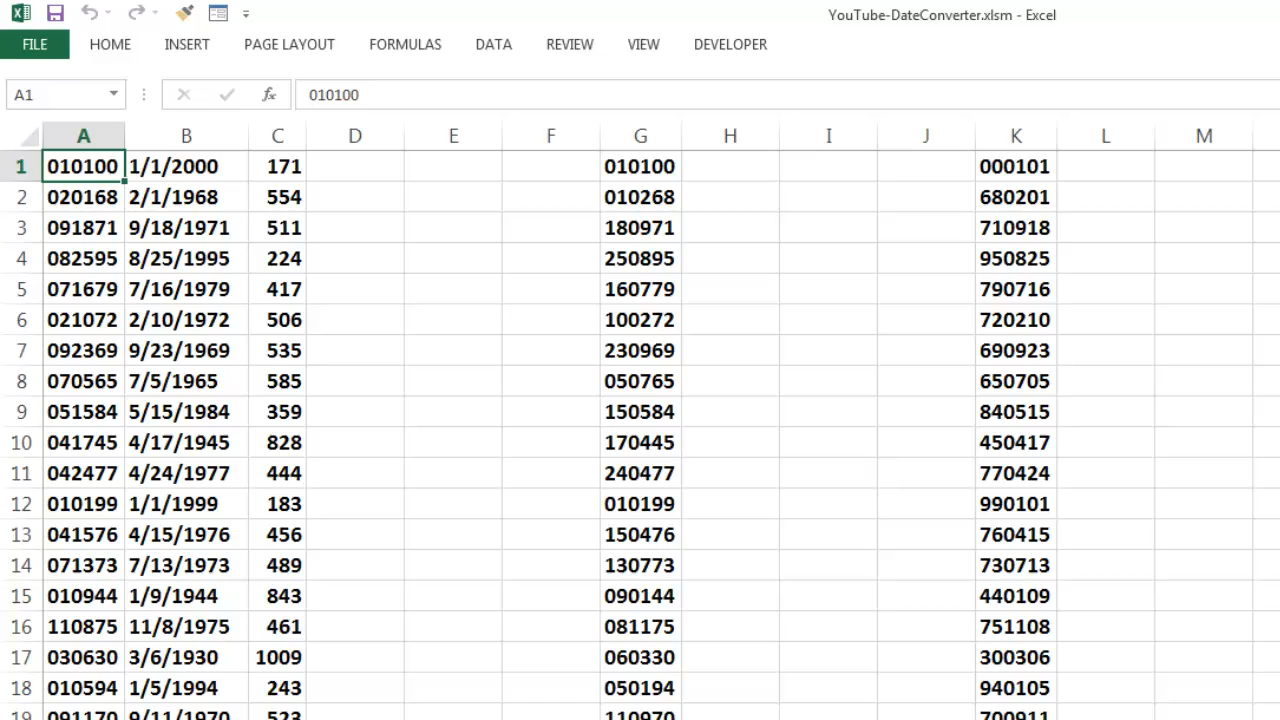 YouTube-DateConverter.xlsm - Excel
FILE HOME INSERT PAGE LAYOUT FORMULAS DATA REVIEW VIEW DEVELOPER
A1 fx 010100
A B C D E F G H I J K L M
1 010100 1/1/2000 171 010100 000101
2 020168 2/1/1968 554 010268 680201
3 091871 9/18/1971 511 180971 710918
4 082595 8/25/1995 224 250895 950825
5 071679 7/16/1979 417 160779 790716
6 021072 2/10/1972 506 100272 720210
7 092369 9/23/1969 535 230969 690923
8 070565 7/5/1965 585 050765 650705
9 051584 5/15/1984 359 150584 840515
10 041745 4/17/1945 828 170445 450417
11 042477 4/24/1977 444 240477 770424
12 010199 1/1/1999 183 010199 990101
13 041576 4/15/1976 456 150476 760415
14 071373 7/13/1973 489 130773 730713
15 010944 1/9/1944 843 090144 440109
16 110875 11/8/1975 461 081175 751108
17 030630 3/6/1930 1009 060330 300306
18 010594 1/5/1994 243 050194 940105
19 091170 9/11/1970 523 110970 700911